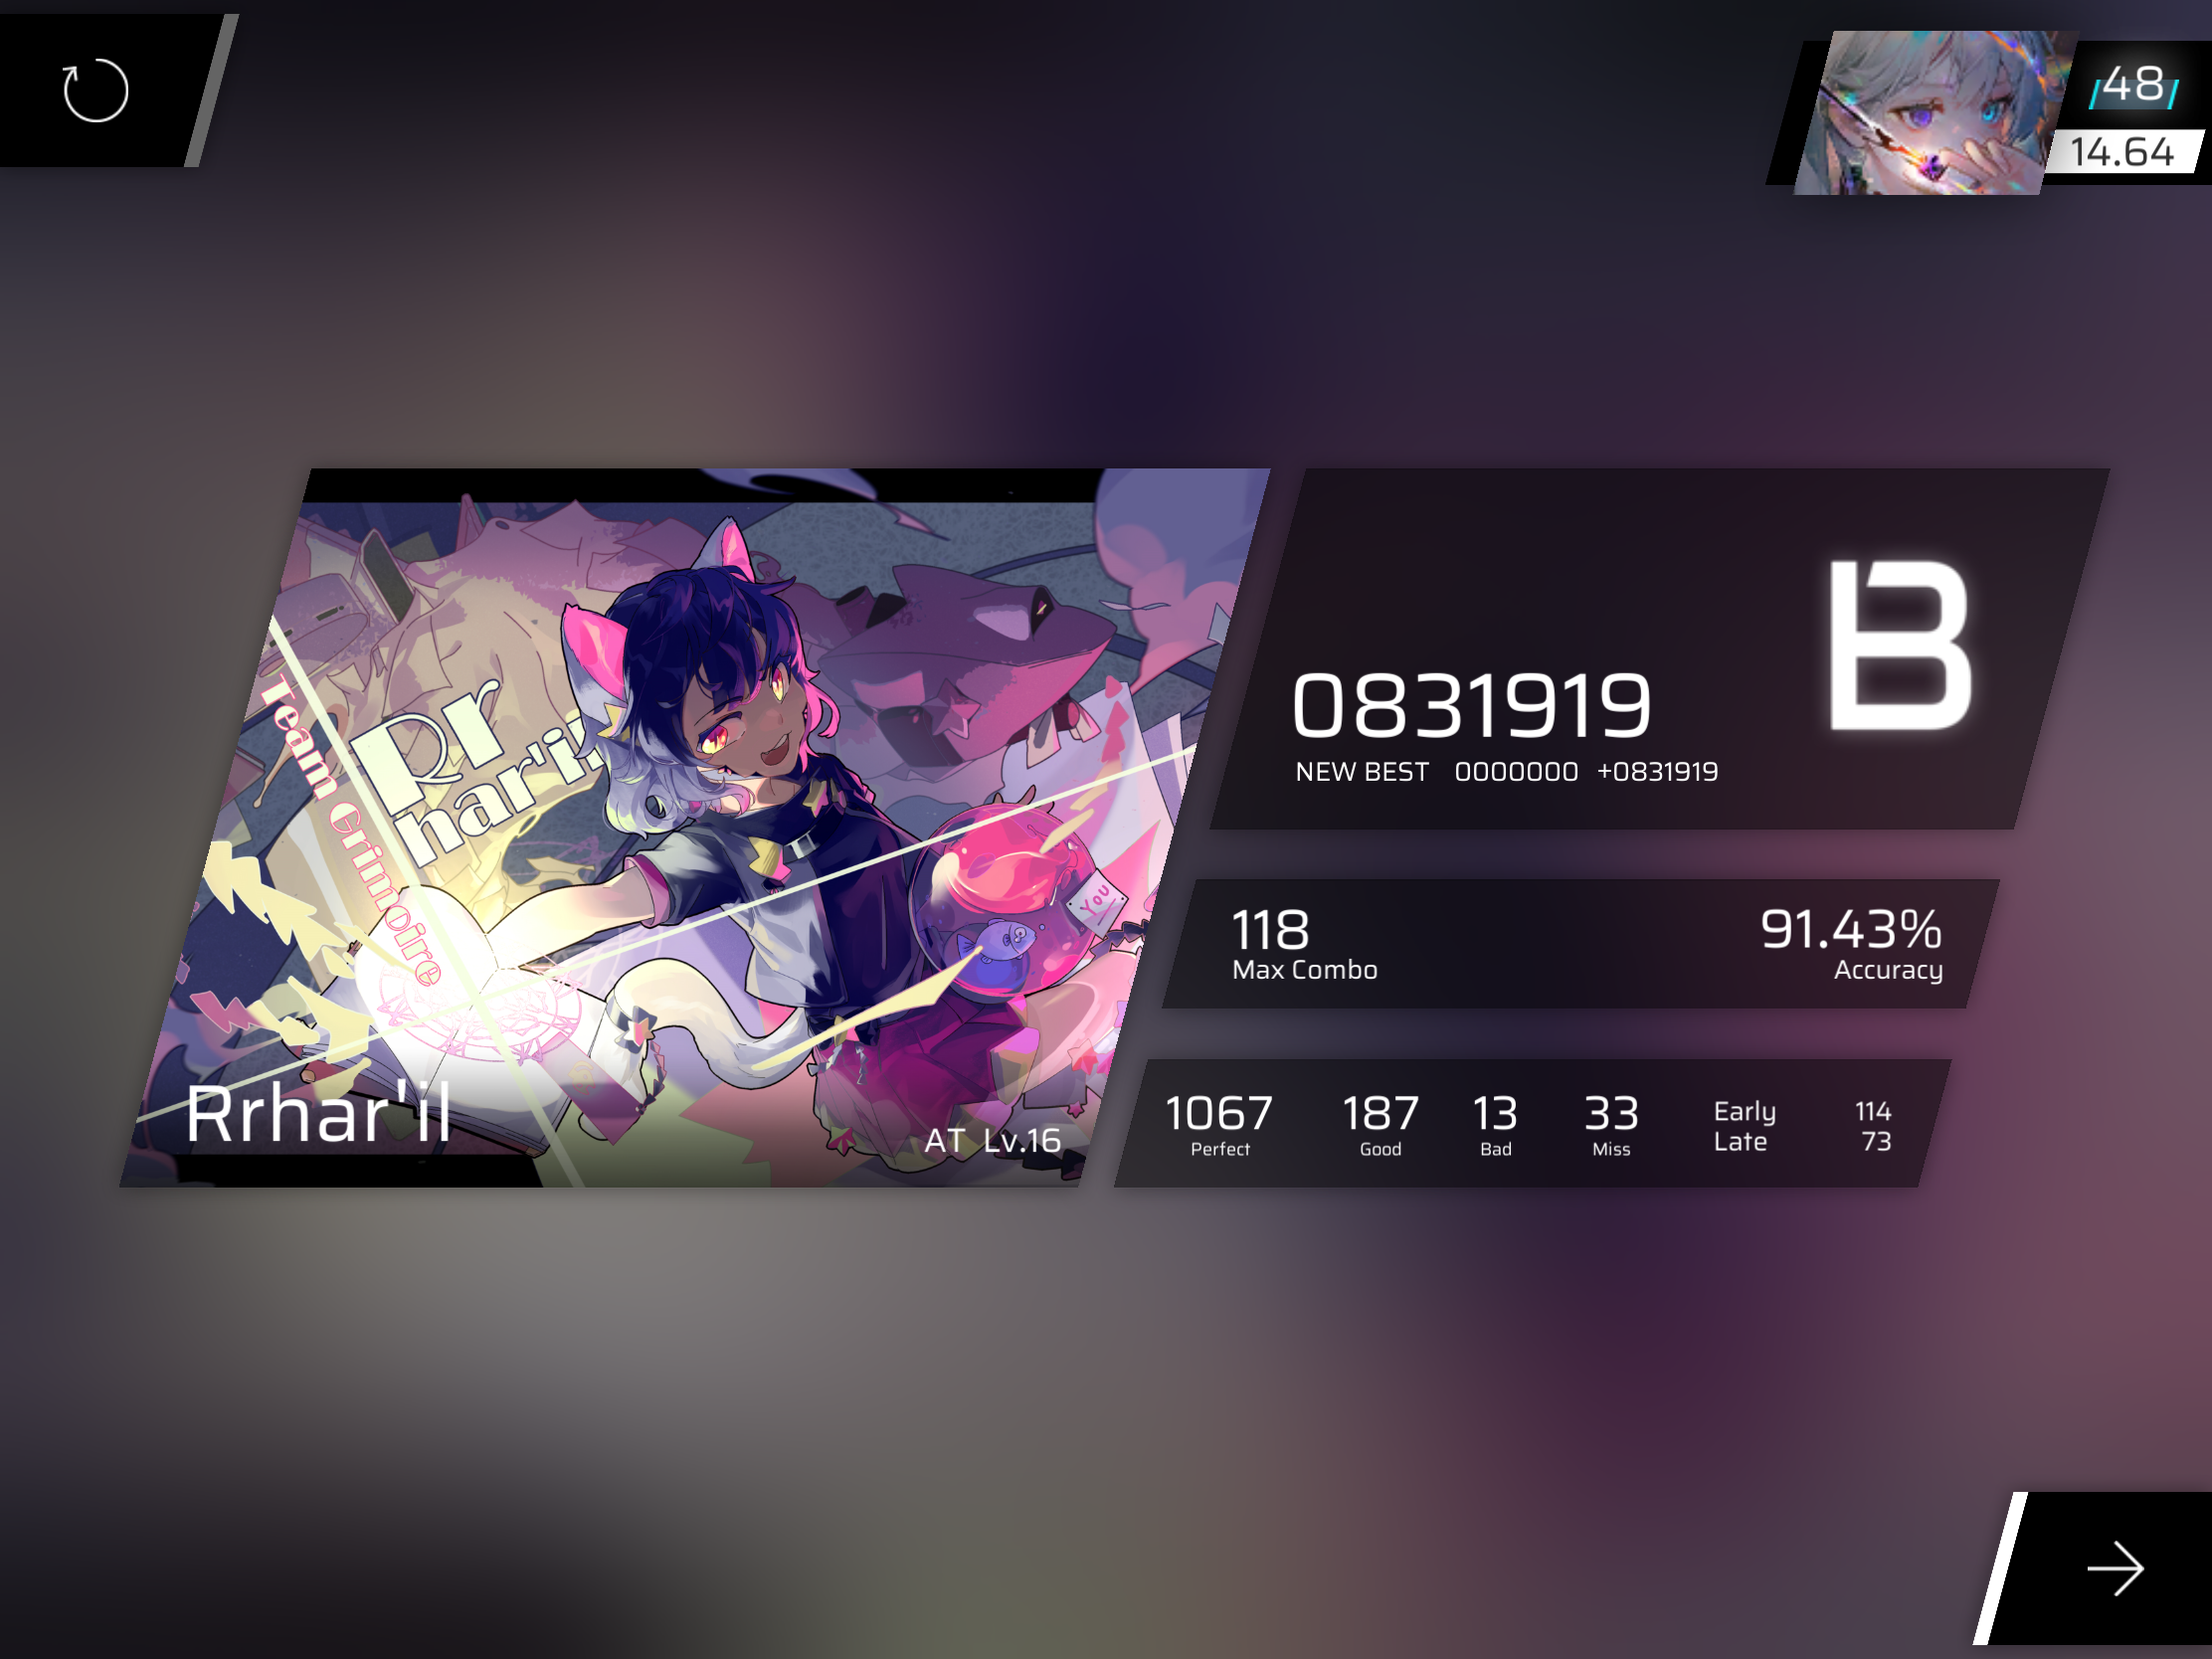 48
14.64
Team Grimoire
Rr
har'il
You
Rrhar'il
AT Lv.16
B
0831919
NEW BEST 0000000 +0831919
118
Max Combo
91.43%
Accuracy
1067
Perfect
187
Good
13
Bad
33
Miss
Early 114
Late 73